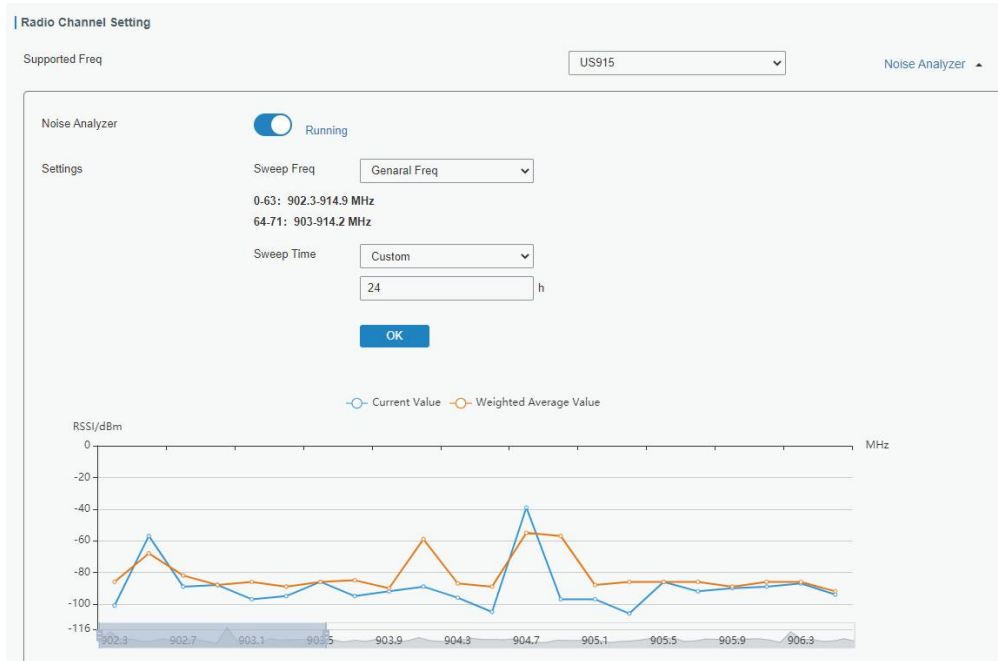 Radio Channel Setting
Supported Freq US915 Noise Analyzer
Noise Analyzer Running
Settings Sweep Freq Genaral Freq
0-63: 902.3-914.9 MHz
64-71: 903-914.2 MHz
Sweep Time Custom
24 h
OK
Current Value Weighted Average Value
RSSI/dBm
0 MHz
-20
-40
-60
-80
-100
-116
902.3 902.7 903.1 903.5 903.9 904.3 904.7 905.1 905.5 905.9 906.3